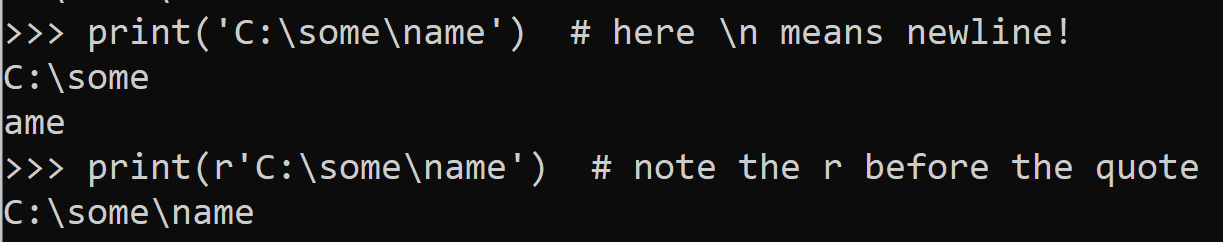 >>> print('C:\some\name')  # here \n means newline!
C:\some
ame
>>> print(r'C:\some\name')  # note the r before the quote
C:\some\name